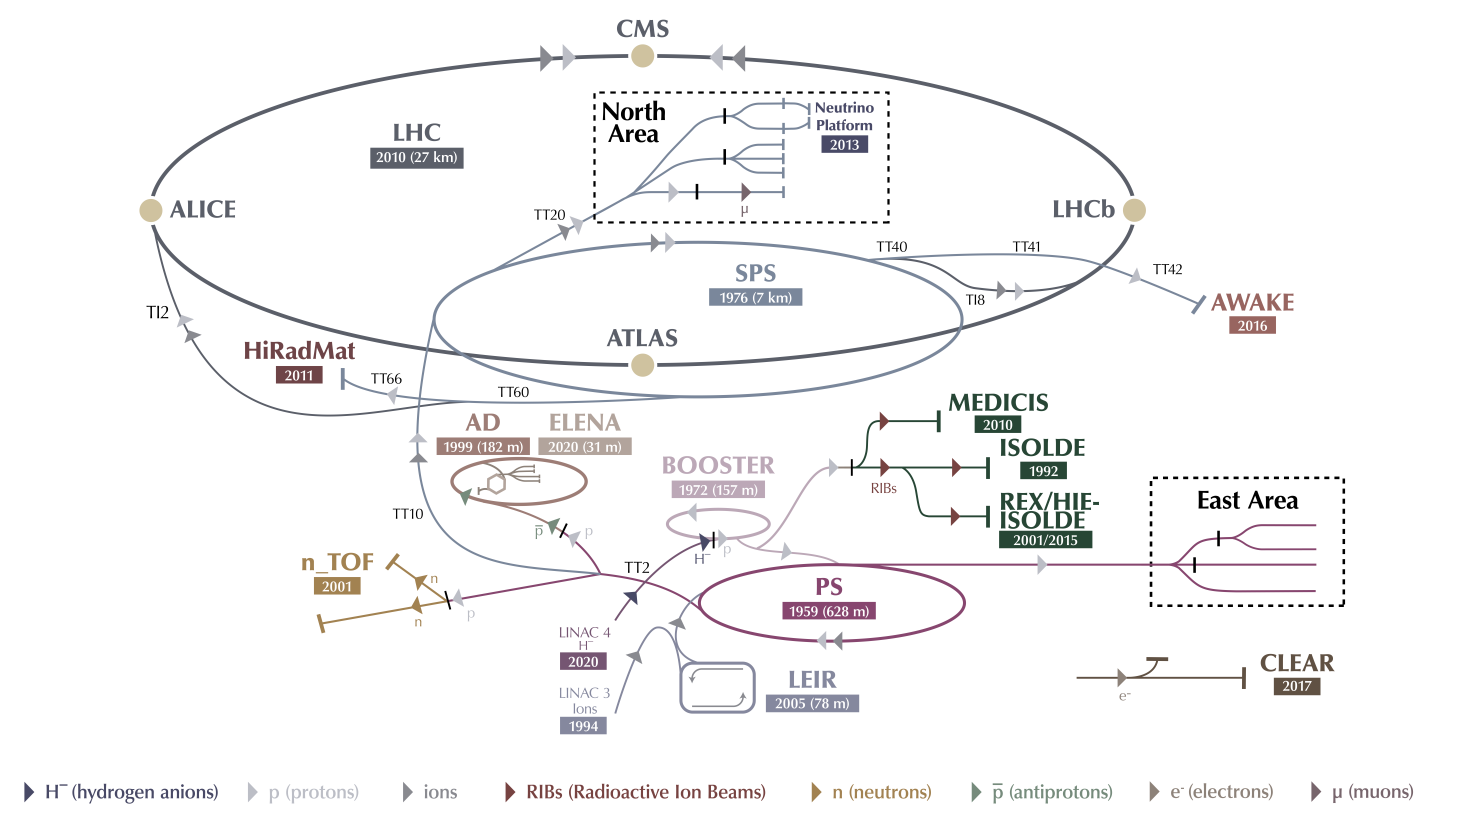 CMS
North
Area
Neutrino
Platform
2013
LHC
2010 (27 km)
µ
ALICE
LHCb
TT20
TT40
TT41
TT42
SPS
1976 (7 km)
TI8
AWAKE
2016
TI2
ATLAS
HiRadMat
2011
TT66
TT60
MEDICIS
2010
AD
1999 (182 m)
ELENA
2020 (31 m)
ISOLDE
1992
BOOSTER
1972 (157 m)
RIBs
REX/HIE-
ISOLDE
2001/2015
East Area
TT10
p̅
p
H⁻
p
n_TOF
2001
n
n
p
TT2
PS
1959 (628 m)
LINAC 4
H⁻
2020
LINAC 3
Ions
1994
LEIR
2005 (78 m)
CLEAR
2017
e⁻
H⁻ (hydrogen anions)
p (protons)
ions
RIBs (Radioactive Ion Beams)
n (neutrons)
p̅ (antiprotons)
e⁻ (electrons)
µ (muons)